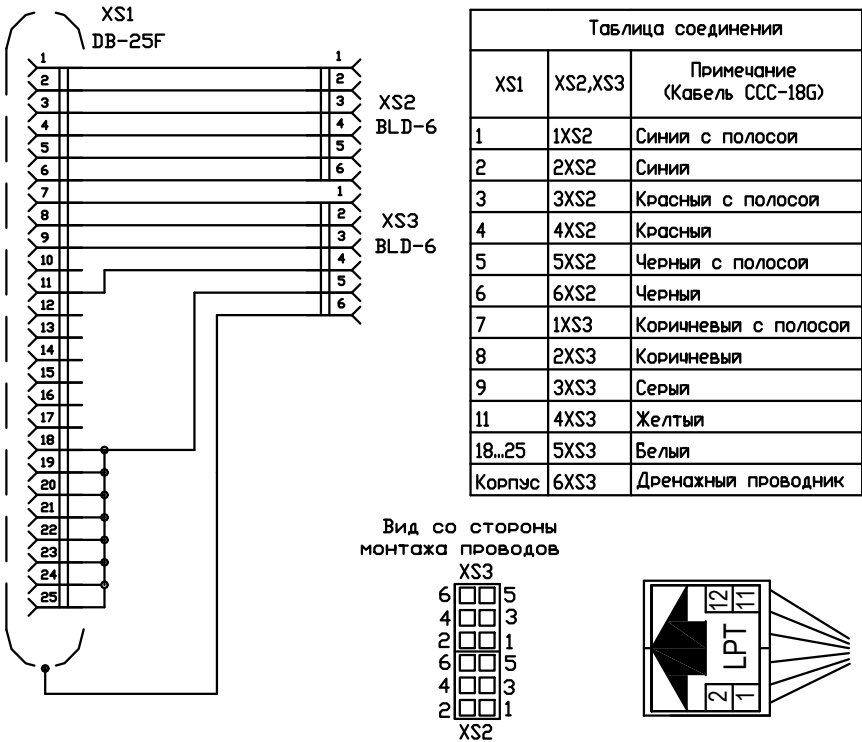 XS1
DB-25F
1
2
3
4
5
6
7
8
9
10
11
12
13
14
15
16
17
18
19
20
21
22
23
24
25
1
2
3
4
5
6
XS2
BLD-6
1
2
3
4
5
6
XS3
BLD-6
Таблица соединений
XS1 XS2,XS3 Примечание
(Кабель ССС-18G)
1 1XS2 Синий с полосой
2 2XS2 Синий
3 3XS2 Красный с полосой
4 4XS2 Красный
5 5XS2 Черный с полосой
6 6XS2 Черный
7 1XS3 Коричневый с полосой
8 2XS3 Коричневый
9 3XS3 Серый
11 4XS3 Желтый
18...25 5XS3 Белый
Корпус 6XS3 Дренажный проводник
Вид со стороны
монтажа проводов
XS3
6 5
4 3
2 1
6 5
4 3
2 1
XS2
12 11
LPT
2 1